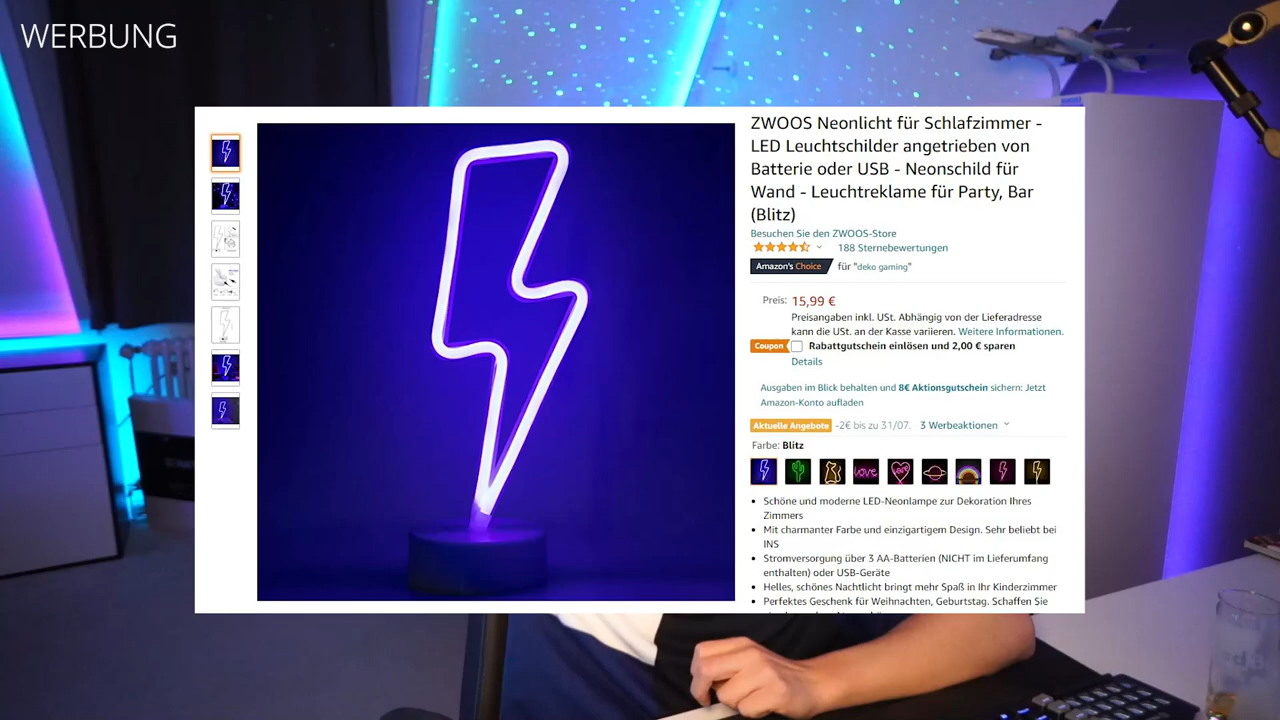 WERBUNG
ZWOOS Neonlicht für Schlafzimmer -
LED Leuchtschilder angetrieben von
Batterie oder USB - Neonschild für
Wand - Leuchtreklame für Party, Bar
(Blitz)
Besuchen Sie den ZWOOS-Store
188 Sternebewertungen
Amazon's Choice für "deko gaming"
Preis: 15,99 €
Preisangaben inkl. USt. Abhängig von der Lieferadresse
kann die USt. an der Kasse variieren. Weitere Informationen.
Coupon Rabattgutschein einlösen und 2,00 € sparen
Details
Ausgaben im Blick behalten und 8€ Aktionsgutschein sichern: Jetzt
Amazon-Konto aufladen
Aktuelle Angebote -2€ bis zu 31/07. 3 Werbeaktionen
Farbe: Blitz
love
Schöne und moderne LED-Neonlampe zur Dekoration Ihres
Zimmers
Mit charmanter Farbe und einzigartigem Design. Sehr beliebt bei
INS
Stromversorgung über 3 AA-Batterien (NICHT im Lieferumfang
enthalten) oder USB-Geräte
Helles, schönes Nachtlicht bringt mehr Spaß in Ihr Kinderzimmer
Perfektes Geschenk für Weihnachten, Geburtstag. Schaffen Sie